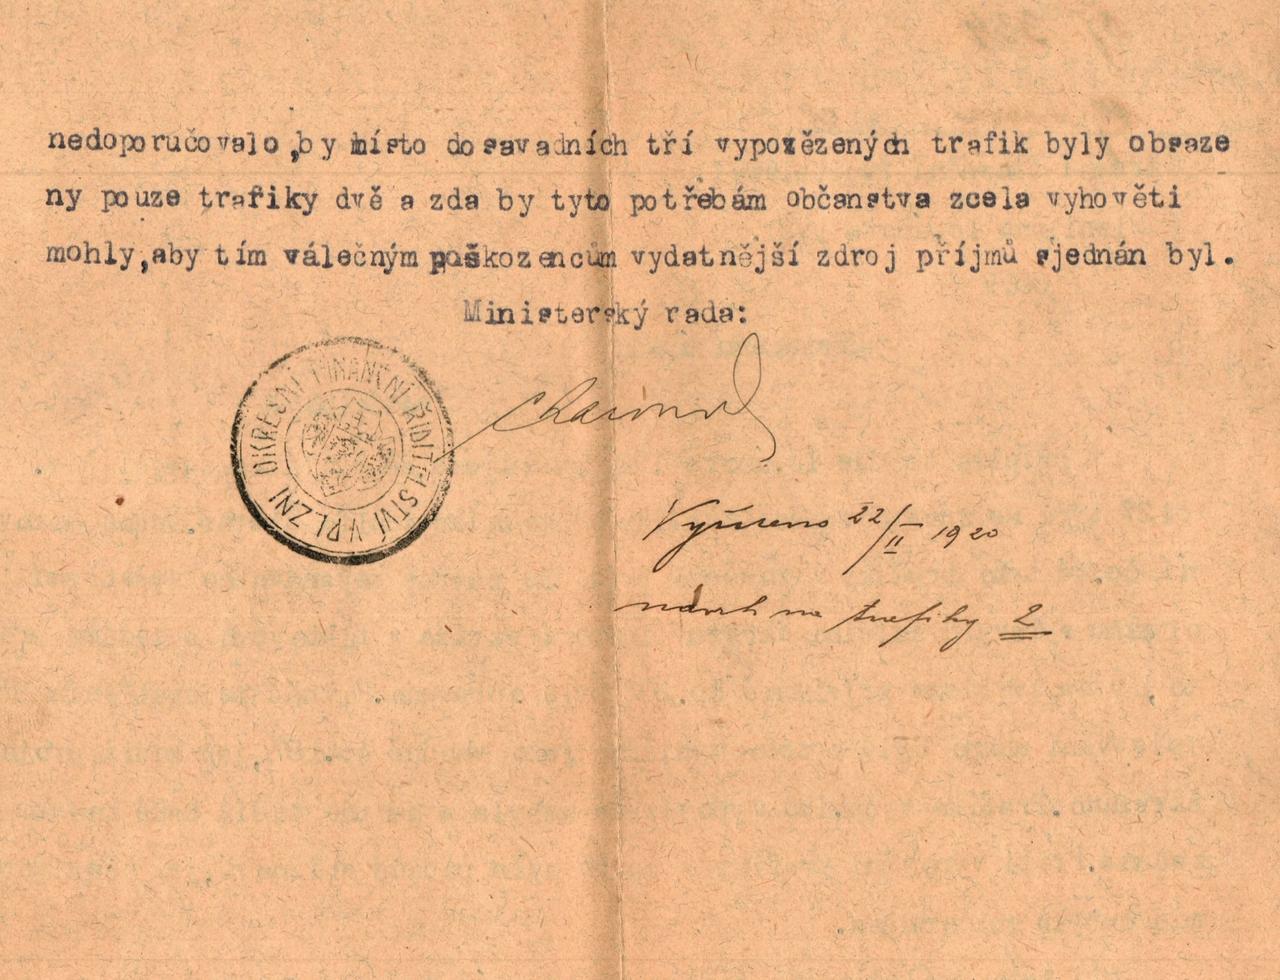 nedoporučovalo,by místo dosavadních tří vypovězených trafik byly obsaze
ny pouze trafiky dvě a zda by tyto potřebám občanstva zcela vyhověti
mohly,aby tím válečným poškozencům vydatnější zdroj příjmů sjednán byl.
Ministerský rada:
OKRESNÍ FINANČNÍ ŘIDITELSTVÍ V PLZNI
Vyřízeno 22/II 1920
návrh na trafiky 2